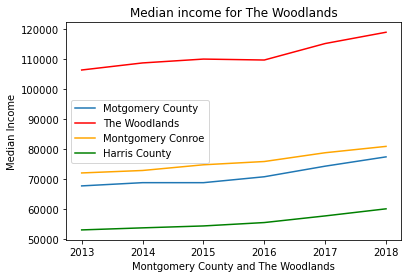 Median income for The Woodlands
120000
110000
100000
90000
80000
70000
60000
50000
Median Income
Motgomery County
The Woodlands
Montgomery Conroe
Harris County
2013 2014 2015 2016 2017 2018
Montgomery County and The Woodlands